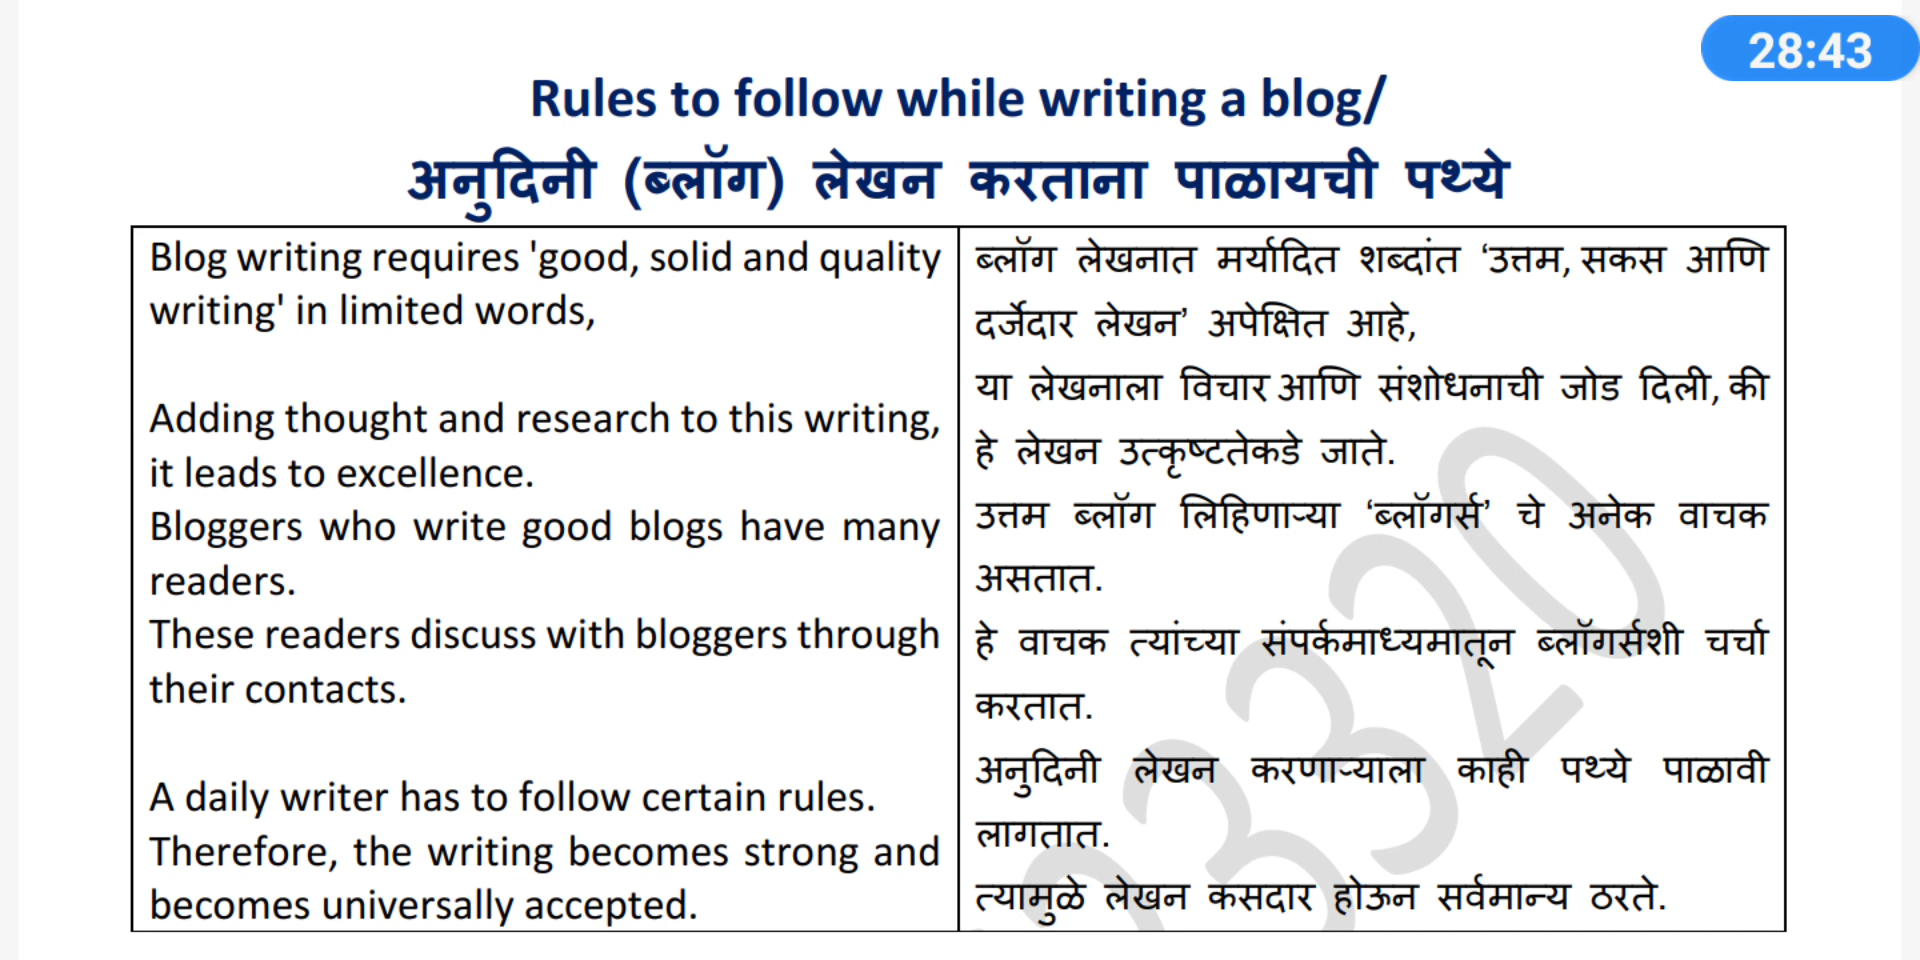 28:43
Rules to follow while writing a blog/
अनुदिनी (ब्लॉग) लेखन करताना पाळायची पथ्ये
Blog writing requires 'good, solid and quality
writing' in limited words,
Adding thought and research to this writing,
it leads to excellence.
Bloggers who write good blogs have many
readers.
These readers discuss with bloggers through
their contacts.
A daily writer has to follow certain rules.
Therefore, the writing becomes strong and
becomes universally accepted.
ब्लॉग लेखनात मर्यादित शब्दांत ‘उत्तम, सकस आणि
दर्जेदार लेखन’ अपेक्षित आहे,
या लेखनाला विचार आणि संशोधनाची जोड दिली, की
हे लेखन उत्कृष्टतेकडे जाते.
उत्तम ब्लॉग लिहिणाऱ्या ‘ब्लॉगर्स’ चे अनेक वाचक
असतात.
हे वाचक त्यांच्या संपर्कमाध्यमातून ब्लॉगर्सशी चर्चा
करतात.
अनुदिनी लेखन करणाऱ्याला काही पथ्ये पाळावी
लागतात.
त्यामुळे लेखन कसदार होऊन सर्वमान्य ठरते.